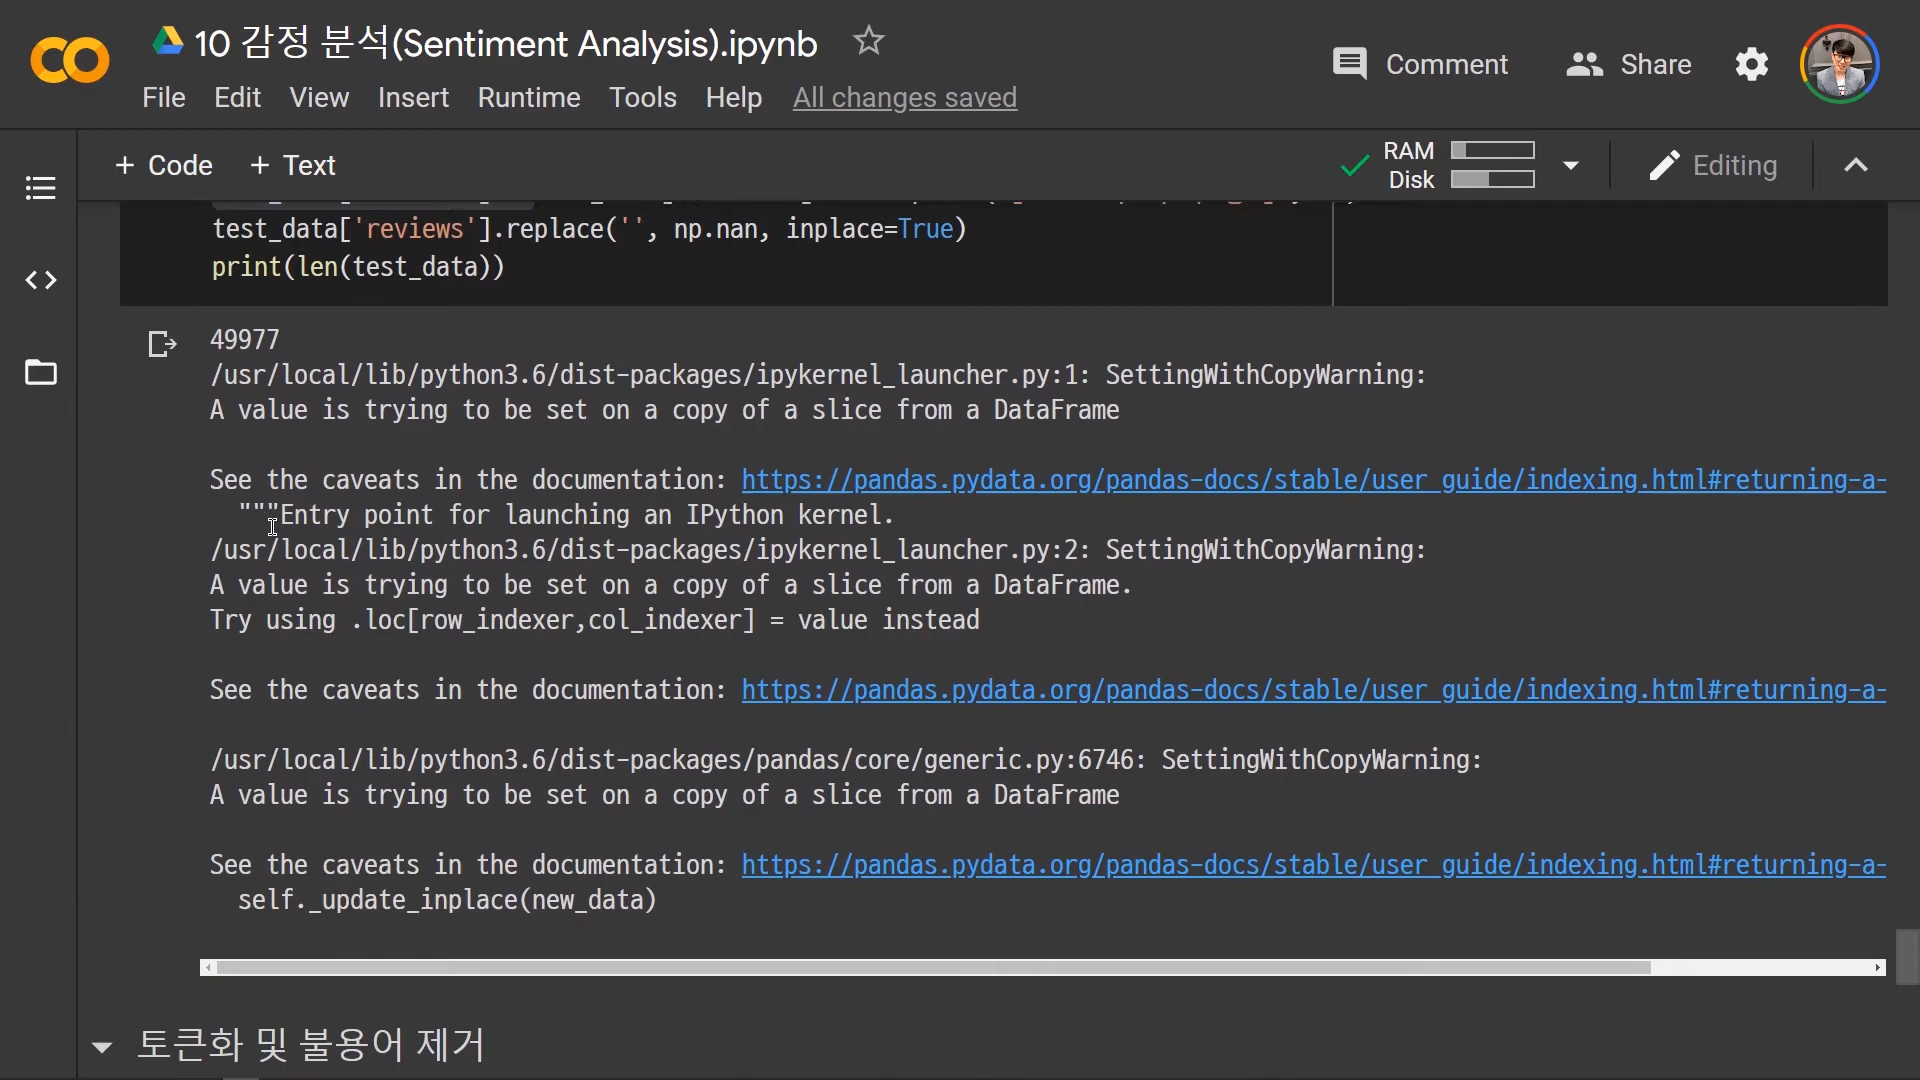 10 감정 분석(Sentiment Analysis).ipynb
Comment
Share
File Edit View Insert Runtime Tools Help All changes saved
+ Code + Text
RAM
Disk
Editing
test_data['reviews'].replace('', np.nan, inplace=True)
print(len(test_data))
49977
/usr/local/lib/python3.6/dist-packages/ipykernel_launcher.py:1: SettingWithCopyWarning:
A value is trying to be set on a copy of a slice from a DataFrame
See the caveats in the documentation: https://pandas.pydata.org/pandas-docs/stable/user_guide/indexing.html#returning-a-
"""Entry point for launching an IPython kernel.
/usr/local/lib/python3.6/dist-packages/ipykernel_launcher.py:2: SettingWithCopyWarning:
A value is trying to be set on a copy of a slice from a DataFrame.
Try using .loc[row_indexer,col_indexer] = value instead
See the caveats in the documentation: https://pandas.pydata.org/pandas-docs/stable/user_guide/indexing.html#returning-a-
/usr/local/lib/python3.6/dist-packages/pandas/core/generic.py:6746: SettingWithCopyWarning:
A value is trying to be set on a copy of a slice from a DataFrame
See the caveats in the documentation: https://pandas.pydata.org/pandas-docs/stable/user_guide/indexing.html#returning-a-
self._update_inplace(new_data)
토큰화 및 불용어 제거